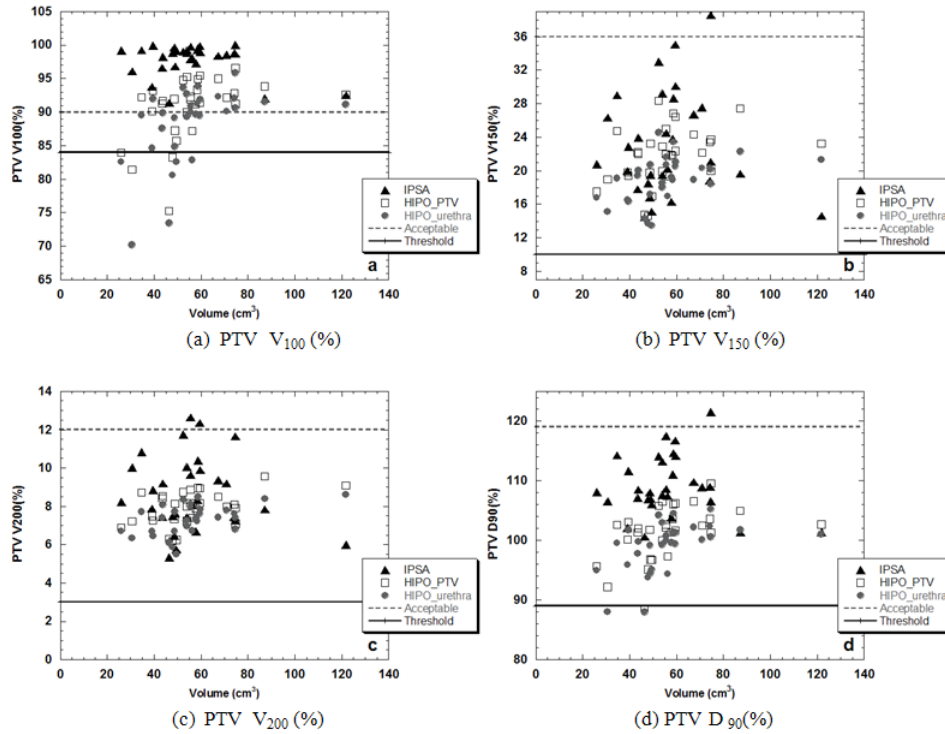 PTV V100(%)
100
95
90
85
80
75
70
65
IPSA
HIPO_PTV
HIPO_urethra
Acceptable
Threshold
a
0 20 40 60 80 100 120 140
Volume (cm³)
(a) PTV V₁₀₀ (%)
PTV V150(%)
36
32
28
24
20
16
12
8
IPSA
HIPO_PTV
HIPO_urethra
Acceptable
Threshold
b
0 20 40 60 80 100 120 140
Volume (cm³)
(b) PTV V₁₅₀ (%)
PTV V200(%)
14
12
10
8
6
4
2
0
IPSA
HIPO_PTV
HIPO_urethra
Acceptable
Threshold
c
0 20 40 60 80 100 120 140
Volume (cm³)
(c) PTV V₂₀₀ (%)
PTV D90(%)
120
110
100
90
80
IPSA
HIPO_PTV
HIPO_urethra
Acceptable
Threshold
d
0 20 40 60 80 100 120 140
Volume (cm³)
(d) PTV D ₉₀(%)